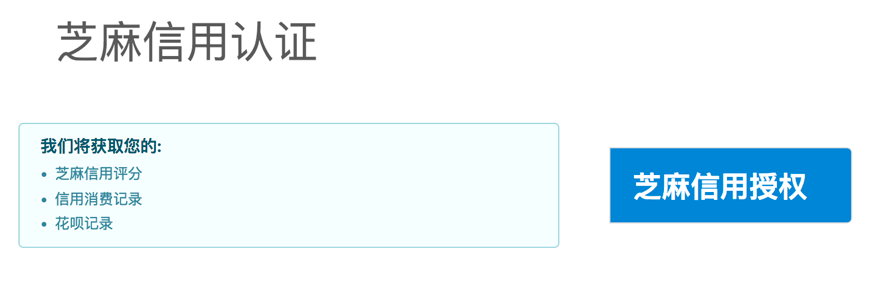 芝麻信用认证
我们将获取您的:
• 芝麻信用评分
• 信用消费记录
• 花呗记录
芝麻信用授权